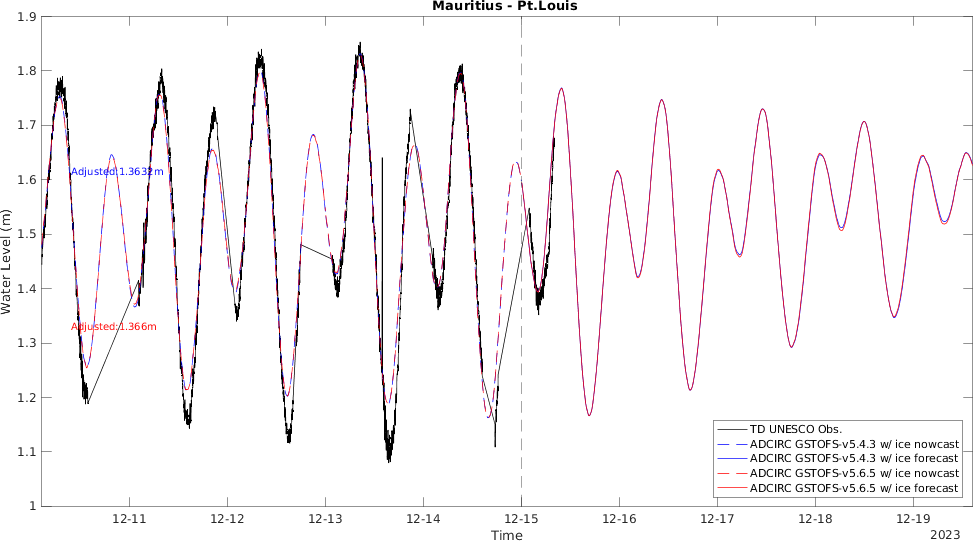 Mauritius - Pt.Louis
1.9
1.8
1.7
1.6
1.5
1.4
1.3
1.2
1.1
1
Water Level (m)
Adjusted:1.3632m
Adjusted:1.366m
TD UNESCO Obs.
ADCIRC GSTOFS-v5.4.3 w/ ice nowcast
ADCIRC GSTOFS-v5.4.3 w/ ice forecast
ADCIRC GSTOFS-v5.6.5 w/ ice nowcast
ADCIRC GSTOFS-v5.6.5 w/ ice forecast
12-11 12-12 12-13 12-14 12-15 12-16 12-17 12-18 12-19
Time
2023